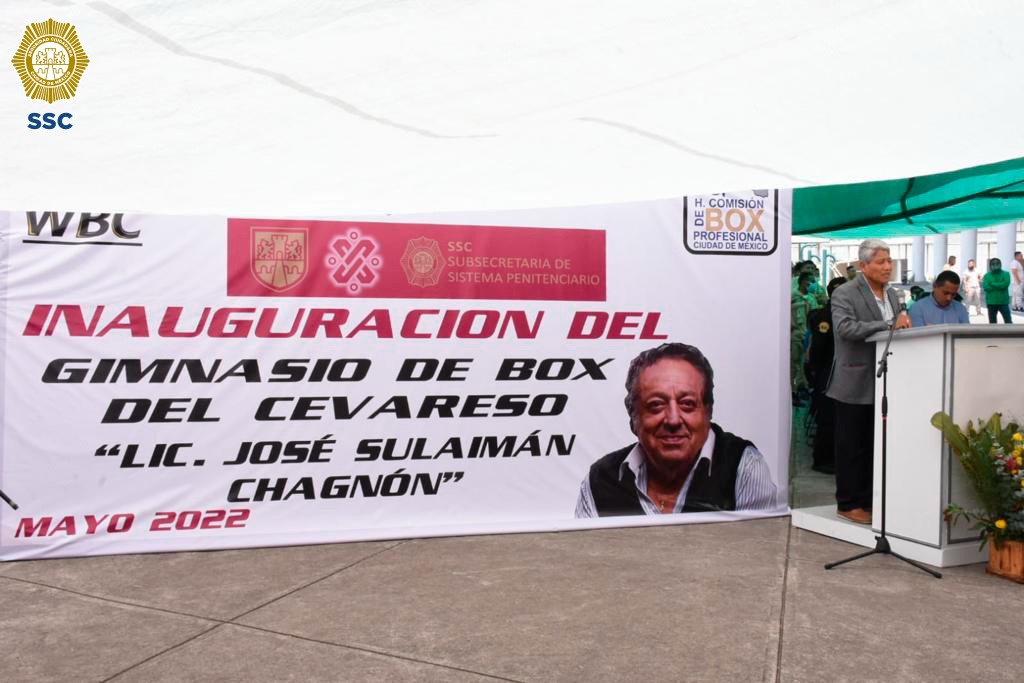 SSC
WBC
H. COMISIÓN
DE BOX
PROFESIONAL
CIUDAD DE MÉXICO
SSC
SUBSECRETARIA DE
SISTEMA PENITENCIARIO
INAUGURACION DEL
GIMNASIO DE BOX
DEL CEVARESO
“LIC. JOSÉ SULAIMÁN
CHAGNÓN”
MAYO 2022